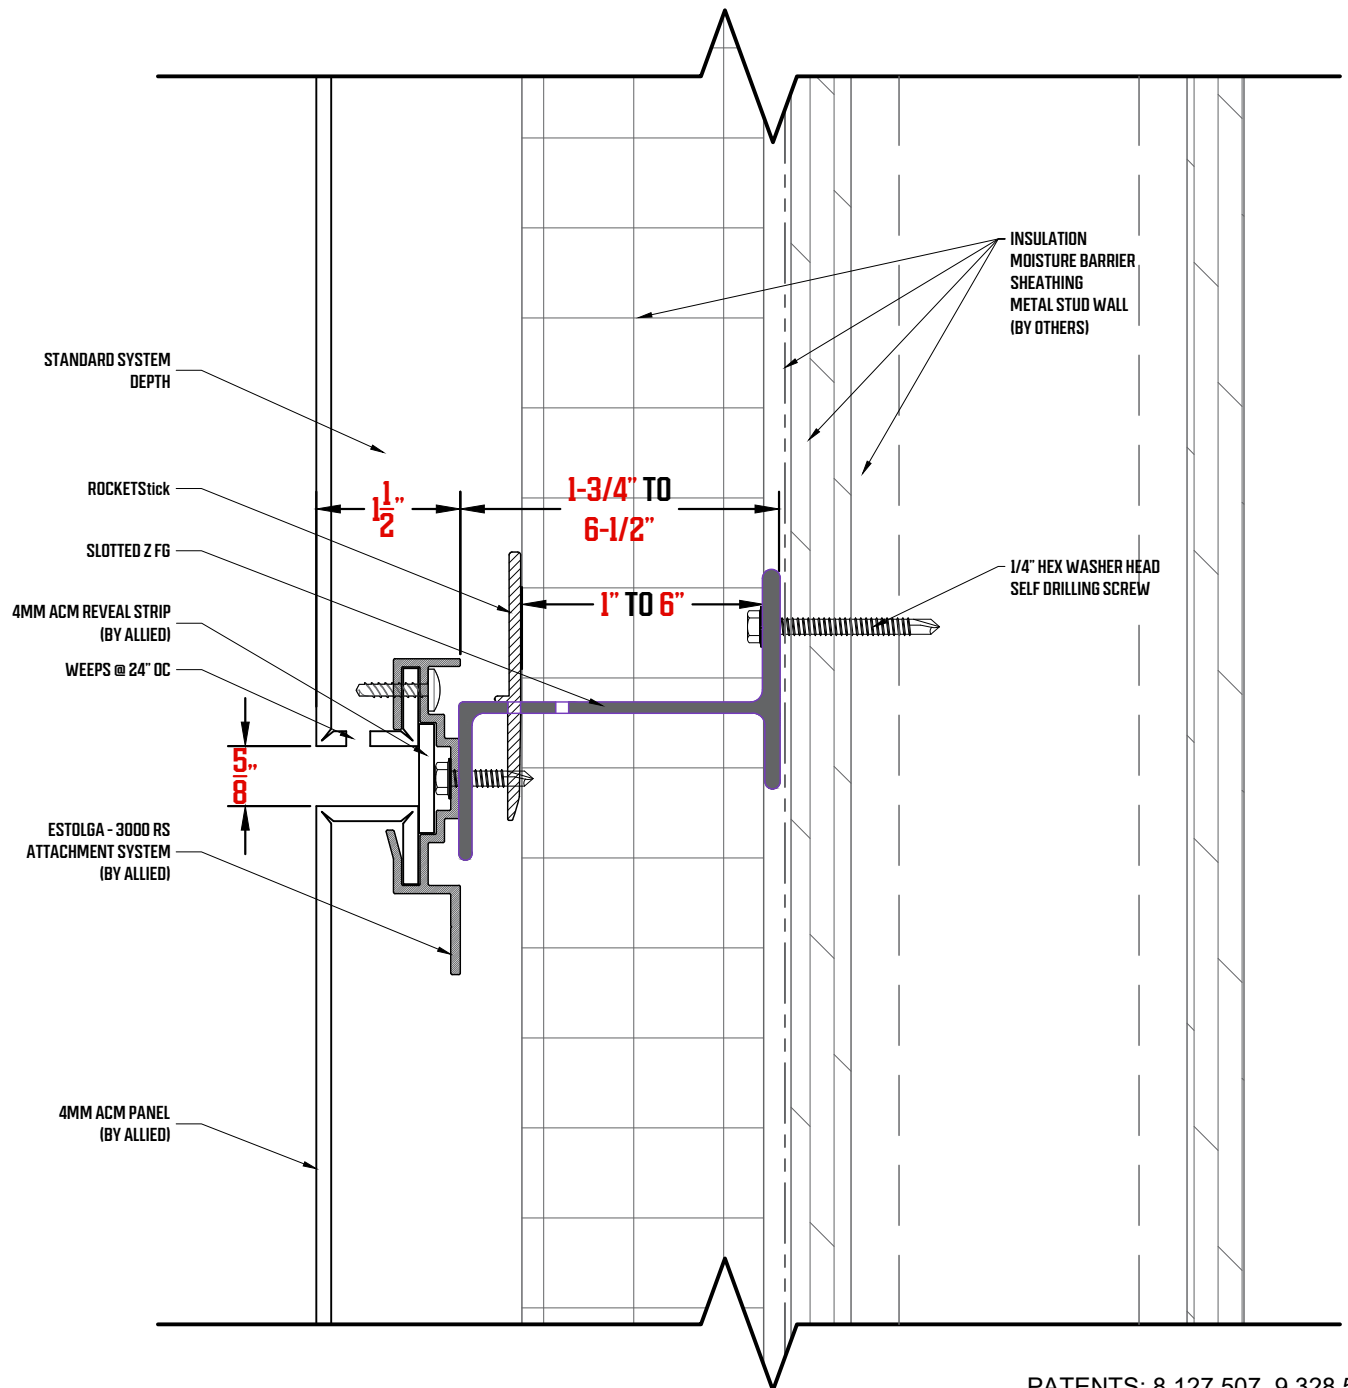 INSULATION
MOISTURE BARRIER
SHEATHING
METAL STUD WALL
(BY OTHERS)
STANDARD SYSTEM
DEPTH
ROCKETStick
1 1/2"
1-3/4" TO
6-1/2"
SLOTTED Z FG
1/4" HEX WASHER HEAD
SELF DRILLING SCREW
1" TO 6"
4MM ACM REVEAL STRIP
(BY ALLIED)
WEEPS @ 24" OC
5/8"
ESTOLGA - 3000 RS
ATTACHMENT SYSTEM
(BY ALLIED)
4MM ACM PANEL
(BY ALLIED)
PATENTS: 8,127,507, 9,328,